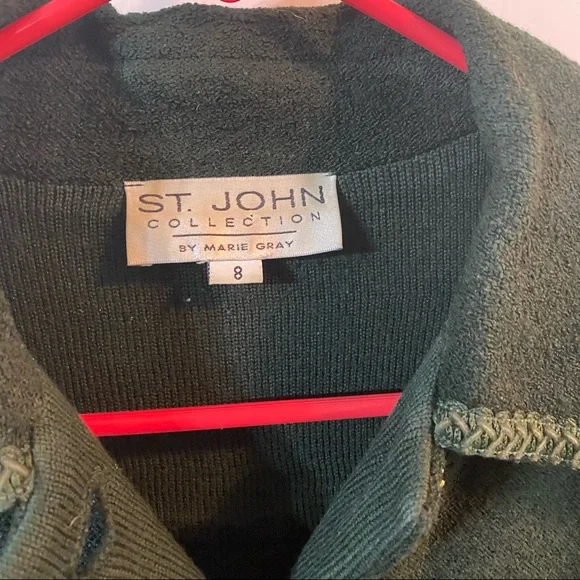 ST. JOHN
COLLECTION
BY MARIE GRAY
8